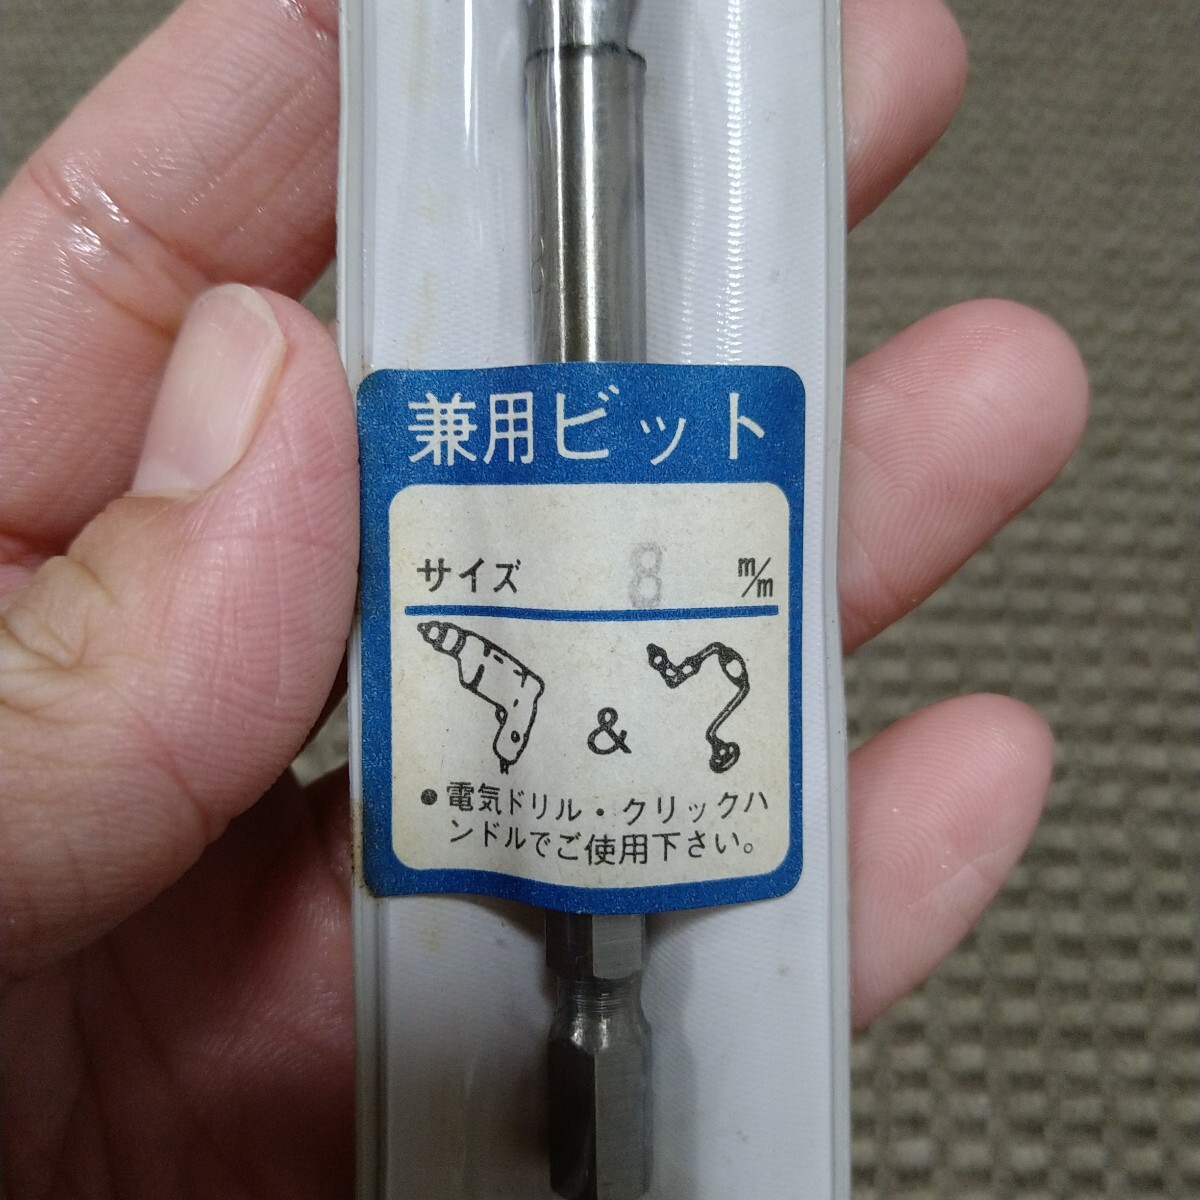 兼用ビット
サイズ 8 m/m
&
●電気ドリル・クリックハ
ンドルでご使用下さい。